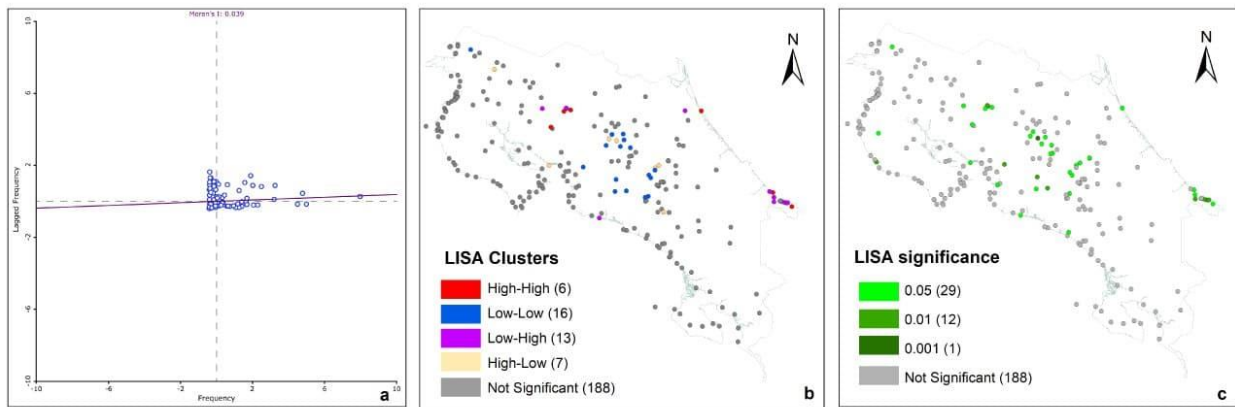 Moran's I: 0.039
10
6
2
-2
-6
-10
Lagged Frequency
-10
-6
-2
2
6
10
Frequency
a
N
LISA Clusters
High-High (6)
Low-Low (16)
Low-High (13)
High-Low (7)
Not Significant (188)
b
N
LISA significance
0.05 (29)
0.01 (12)
0.001 (1)
Not Significant (188)
c